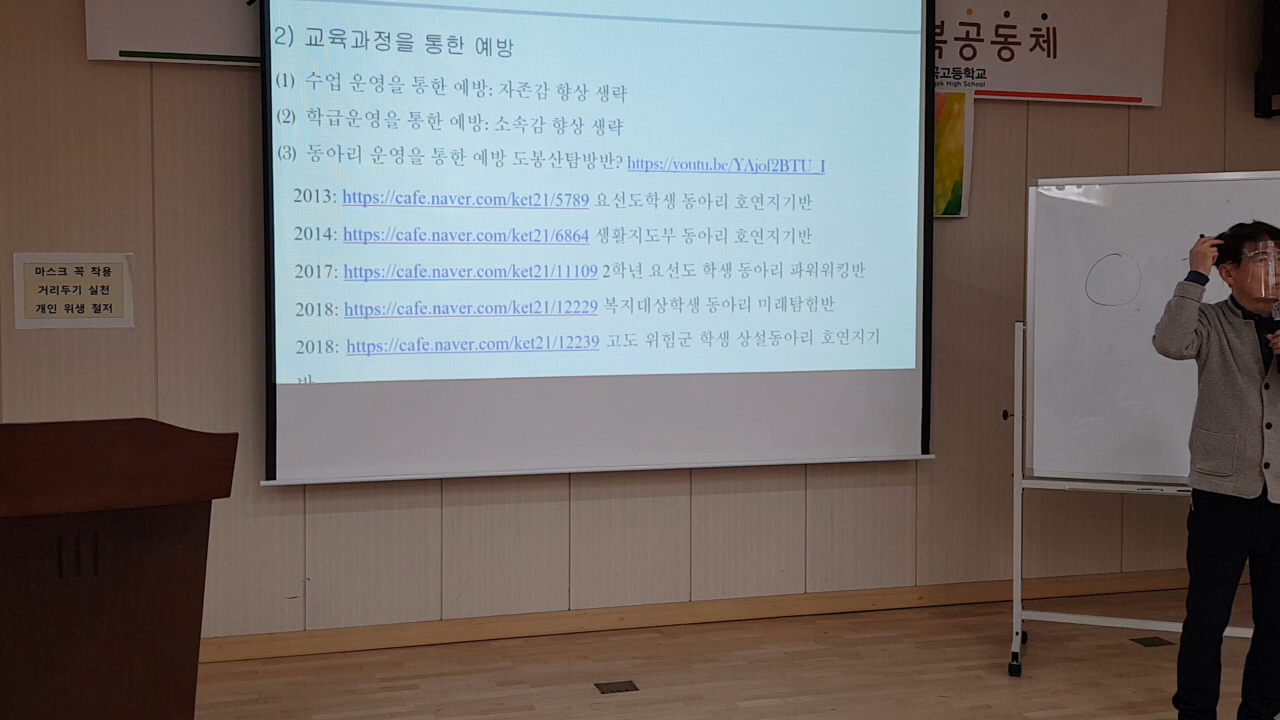 2) 교육과정을 통한 예방
(1) 수업 운영을 통한 예방: 자존감 향상 생략
(2) 학급운영을 통한 예방: 소속감 향상 생략
(3) 동아리 운영을 통한 예방 도봉산탐방반? https://youtu.be/YAjof2BTU_I
2013: https://cafe.naver.com/ket21/5789 요선도학생 동아리 호연지기반
2014: https://cafe.naver.com/ket21/6864 생활지도부 동아리 호연지기반
2017: https://cafe.naver.com/ket21/11109 2학년 요선도 학생 동아리 파워워킹반
2018: https://cafe.naver.com/ket21/12229 복지대상학생 동아리 미래탐험반
2018: https://cafe.naver.com/ket21/12239 고도 위험군 학생 상설동아리 호연지기
복공동체
고등학교
High School
마스크 꼭 착용
거리두기 실천
개인 위생 철저